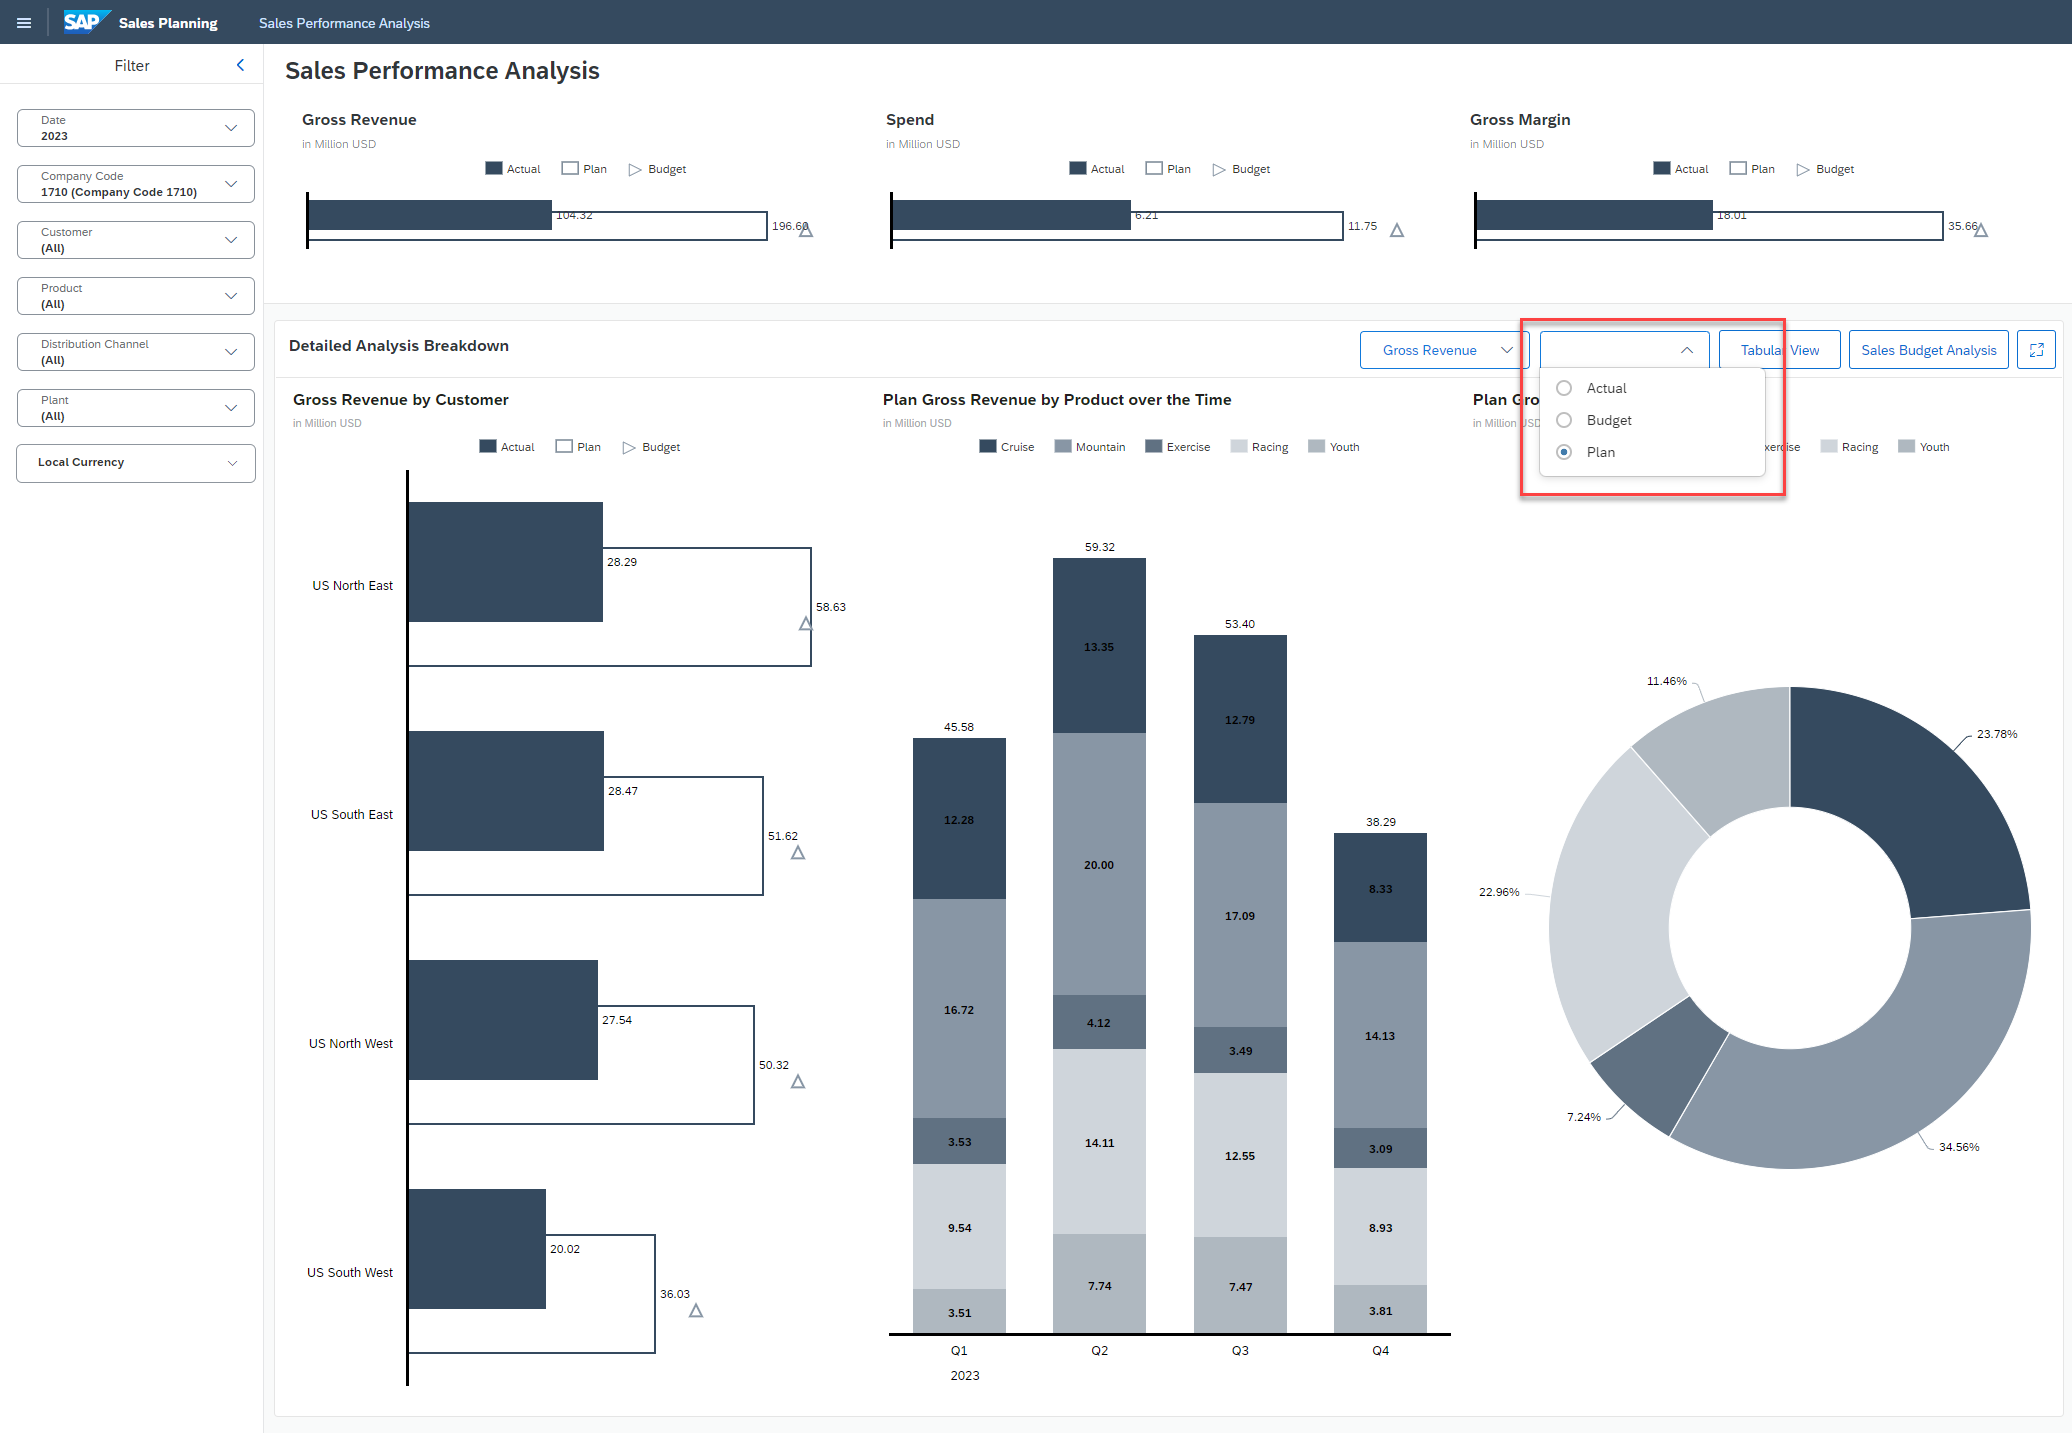 SAP Sales Planning Sales Performance Analysis
Filter
Date
2023
Company Code
1710 (Company Code 1710)
Customer
(All)
Product
(All)
Distribution Channel
(All)
Plant
(All)
Local Currency
Sales Performance Analysis
Gross Revenue
in Million USD
Actual Plan Budget
104.32
196.60
Spend
in Million USD
Actual Plan Budget
6.21
11.75
Gross Margin
in Million USD
Actual Plan Budget
18.01
35.66
Detailed Analysis Breakdown
Gross Revenue
Tabular View
Sales Budget Analysis
Actual
Budget
Plan
Gross Revenue by Customer
in Million USD
Actual Plan Budget
US North East
28.29
58.63
US South East
28.47
51.62
US North West
27.54
50.32
US South West
20.02
36.03
Plan Gross Revenue by Product over the Time
in Million USD
Cruise Mountain Exercise Racing Youth
45.58
12.28
16.72
3.53
9.54
3.51
59.32
13.35
20.00
4.12
14.11
7.74
53.40
12.79
17.09
3.49
12.55
7.47
38.29
8.33
14.13
3.09
8.93
3.81
Q1 Q2 Q3 Q4
2023
Plan Gro
in Million USD
xercise Racing Youth
11.46%
23.78%
22.96%
7.24%
34.56%